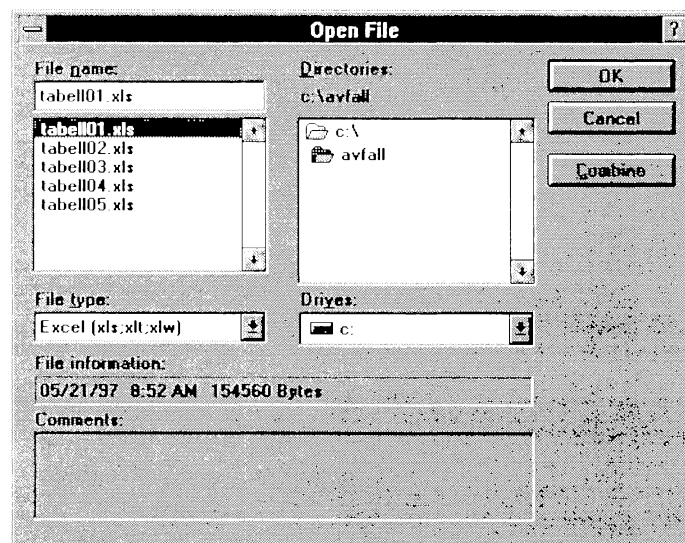 Open File
?
File name:
tabell01.xls
tabell01.xls
tabell02.xls
tabell03.xls
tabell04.xls
tabell05.xls
Directories:
c:\avfall
c:\
avfall
OK
Cancel
Combine
File type:
Excel (xls;xlt;xlw)
Drives:
c:
File information:
05/21/97 8:52 AM 154560 Bytes
Comments: